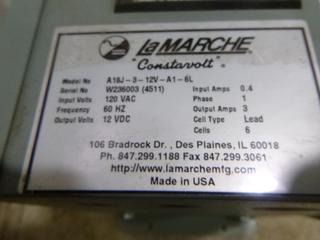 LaMARCHE
"Constavolt"
Model No A18J-3-12V-A1-6L Input Amps 0.4
Serial No W236003 (4511) Phase 1
Input Volts 120 VAC Output Amps 3
Frequency 60 HZ Cell Type Lead
Output Volts 12 VDC Cells 6
106 Bradrock Dr., Des Plaines, IL 60018
Ph. 847.299.1188 Fax 847.299.3061
http://www.lamarchemfg.com
Made in USA